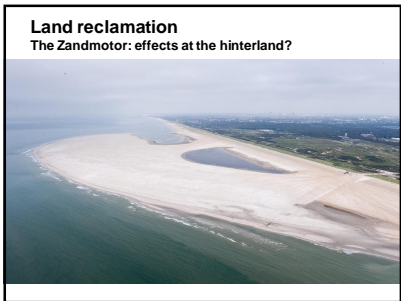 Land reclamation
The Zandmotor: effects at the hinterland?